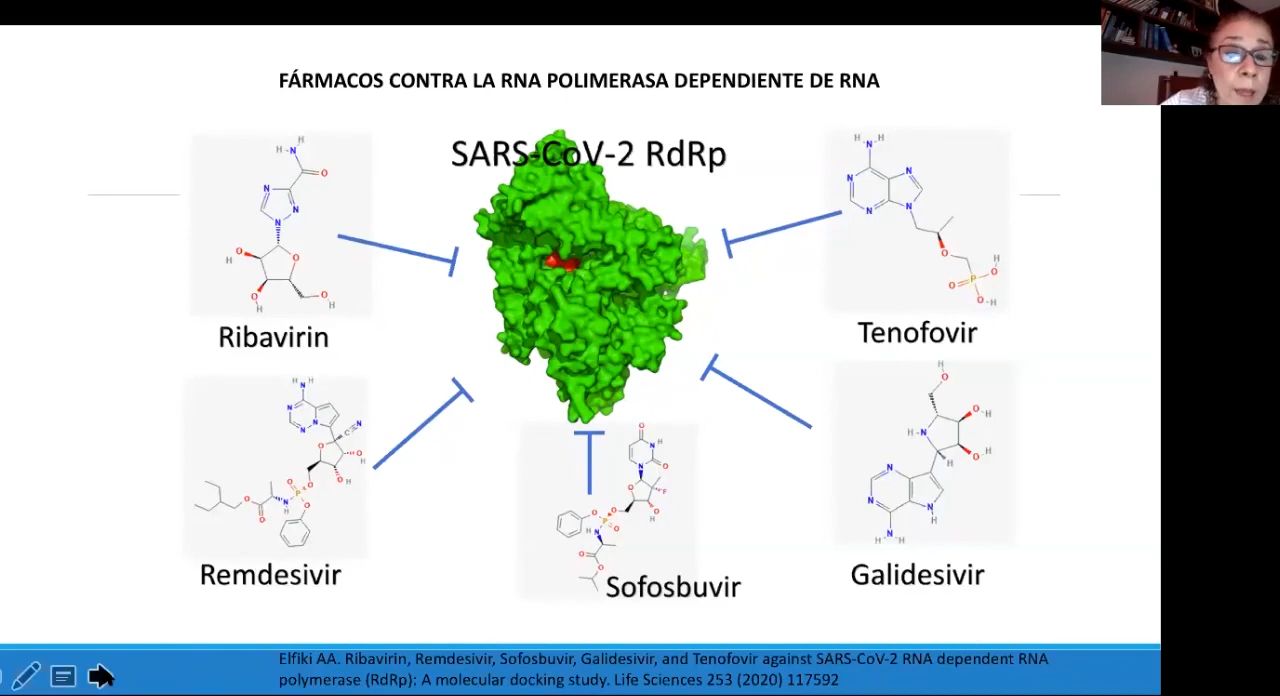 FÁRMACOS CONTRA LA RNA POLIMERASA DEPENDIENTE DE RNA
SARS-CoV-2 RdRp
Ribavirin
Tenofovir
Remdesivir
Sofosbuvir
Galidesivir
Elfiki AA. Ribavirin, Remdesivir, Sofosbuvir, Galidesivir, and Tenofovir against SARS-CoV-2 RNA dependent RNA
polymerase (RdRp): A molecular docking study. Life Sciences 253 (2020) 117592